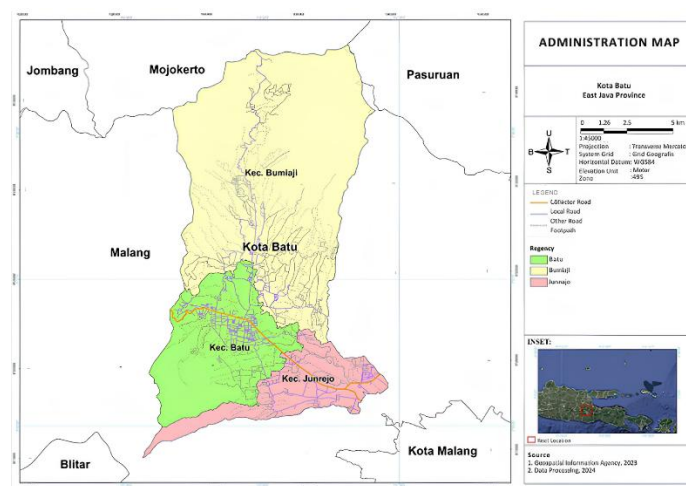 Jombang
Mojokerto
Pasuruan
Kec. Bumiaji
Malang
Kota Batu
Kec. Batu
Kec. Junrejo
Blitar
Kota Malang
ADMINISTRATION MAP
Kota Batu
East Java Province
U
B T
S
0 1.26 2.5 5 km
1:45000
Projection : Transverse Mercator
System Grid : Grid Geografis
Horizontal Datum: WGS84
Elevation Unit : Meter
Zone : 49S
LEGEND
Collector Road
Local Road
Other Road
Footpath
Regency
Batu
Bumiaji
Junrejo
INSET:
Inset Location
Source
1. Geospatial Information Agency, 2023
2. Data Processing, 2024